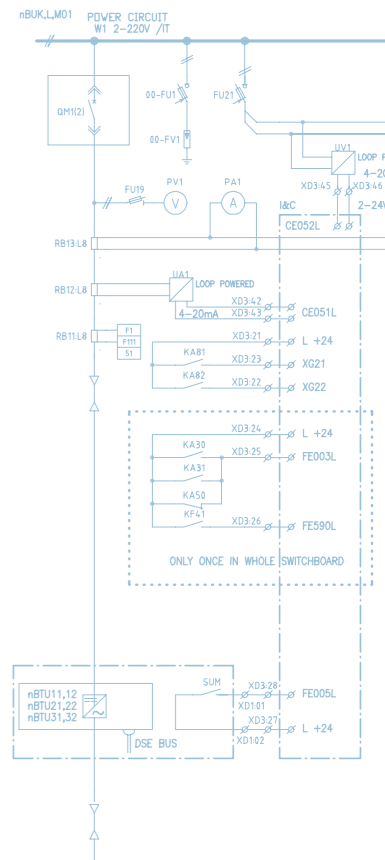 nBUK,L,M01
POWER CIRCUIT
W1 2-220V /IT
QM1(2)
00-FU1
FU21
00-FV1
UV1
LOOP P
4-20
XD3:45
XD3:46
FU19
PV1
PA1
V
A
I&C
2-24V
CE052L
RB13:L8
UA1
LOOP POWERED
RB12:L8
XD3:42
XD3:43
4-20mA
CE051L
RB11:L8
F1
F111
S1
XD3:21
L +24
KA81
XD3:23
XG21
KA82
XD3:22
XG22
XD3:24
L +24
KA30
XD3:25
FE003L
KA31
KA50
KF41
XD3:26
FE590L
ONLY ONCE IN WHOLE SWITCHBOARD
SUM
XD3:28
FE005L
XD1:01
nBTU11,12
nBTU21,22
nBTU31,32
XD3:27
L +24
XD1:02
DSE BUS